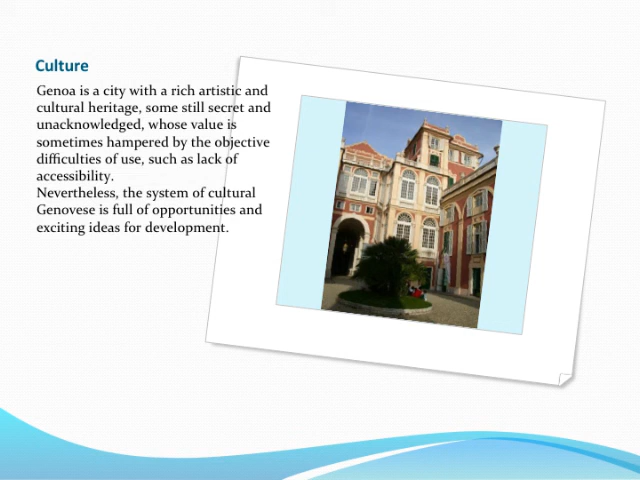 Culture
Genoa is a city with a rich artistic and
cultural heritage, some still secret and
unacknowledged, whose value is
sometimes hampered by the objective
difficulties of use, such as lack of
accessibility.
Nevertheless, the system of cultural
Genovese is full of opportunities and
exciting ideas for development.